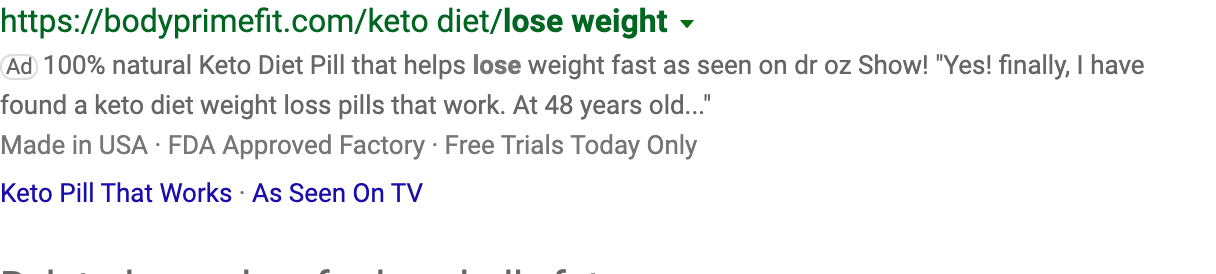 https://bodyprimefit.com/keto diet/lose weight
Ad 100% natural Keto Diet Pill that helps lose weight fast as seen on dr oz Show! "Yes! finally, I have
found a keto diet weight loss pills that work. At 48 years old..."
Made in USA · FDA Approved Factory · Free Trials Today Only
Keto Pill That Works · As Seen On TV